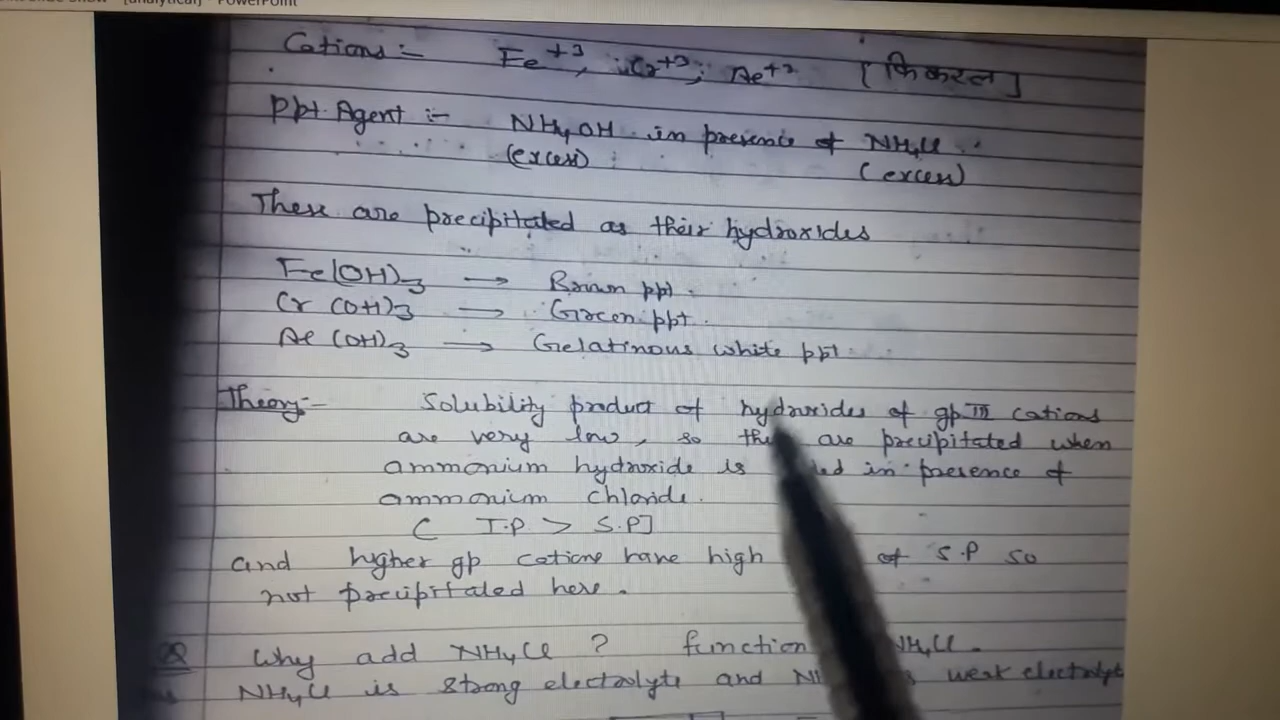 PowerPoint
Cations :- Fe+3, Cr+3, Al+3 [फिकरल]
ppt. Agent :- NH4OH in presence of NH4Cl
(excess) (excess)
These are precipitated as their hydroxides
Fe(OH)3 → Brown ppt.
Cr (OH)3 → Green ppt.
Al (OH)3 → Gelatinous white ppt.
Theory:- Solubility product of hydroxides of gp III cations
are very low, so are precipitated when
ammonium hydroxide is in presence of
ammonium chloride.
( I.P > S.P]
and higher gp cations have high of S.P so
not precipitated here.
Q Why add NH4Cl ? function NH4Cl.
NH4Cl is strong electrolyte and weak electrolyte